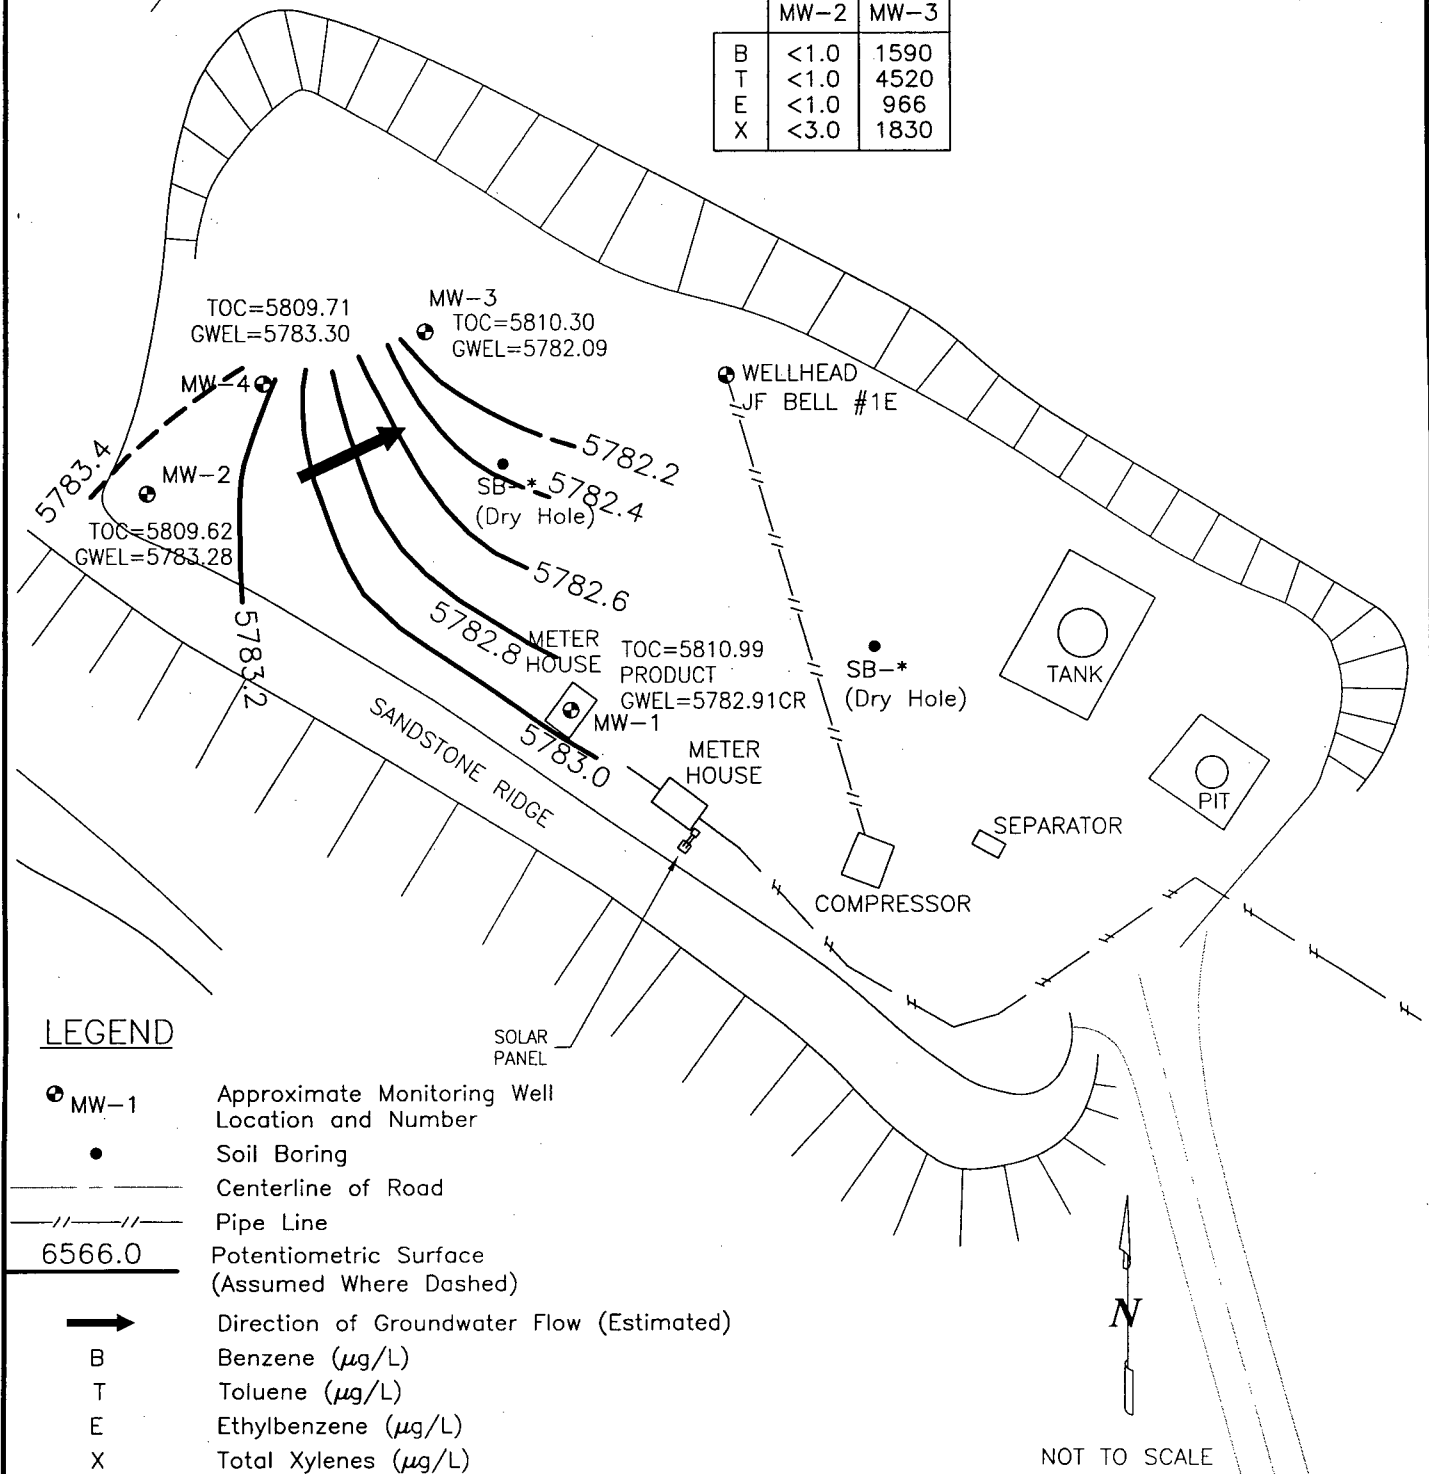 MW-2 MW-3
B <1.0 1590
T <1.0 4520
E <1.0 966
X <3.0 1830
TOC=5809.71
GWEL=5783.30
MW-3
TOC=5810.30
GWEL=5782.09
MW-4
WELLHEAD
JF BELL #1E
5783.4
MW-2
5782.2
SB-*
(Dry Hole)
5782.4
TOC=5809.62
GWEL=5783.28
5782.6
5783.2
5782.8
METER
HOUSE
TOC=5810.99
PRODUCT
GWEL=5782.91CR
SB-*
(Dry Hole)
TANK
MW-1
5783.0
SANDSTONE RIDGE
METER
HOUSE
PIT
SEPARATOR
COMPRESSOR
SOLAR
PANEL
LEGEND
MW-1 Approximate Monitoring Well
Location and Number
Soil Boring
Centerline of Road
Pipe Line
6566.0 Potentiometric Surface
(Assumed Where Dashed)
Direction of Groundwater Flow (Estimated)
B Benzene (μg/L)
T Toluene (μg/L)
E Ethylbenzene (μg/L)
X Total Xylenes (μg/L)
N
NOT TO SCALE